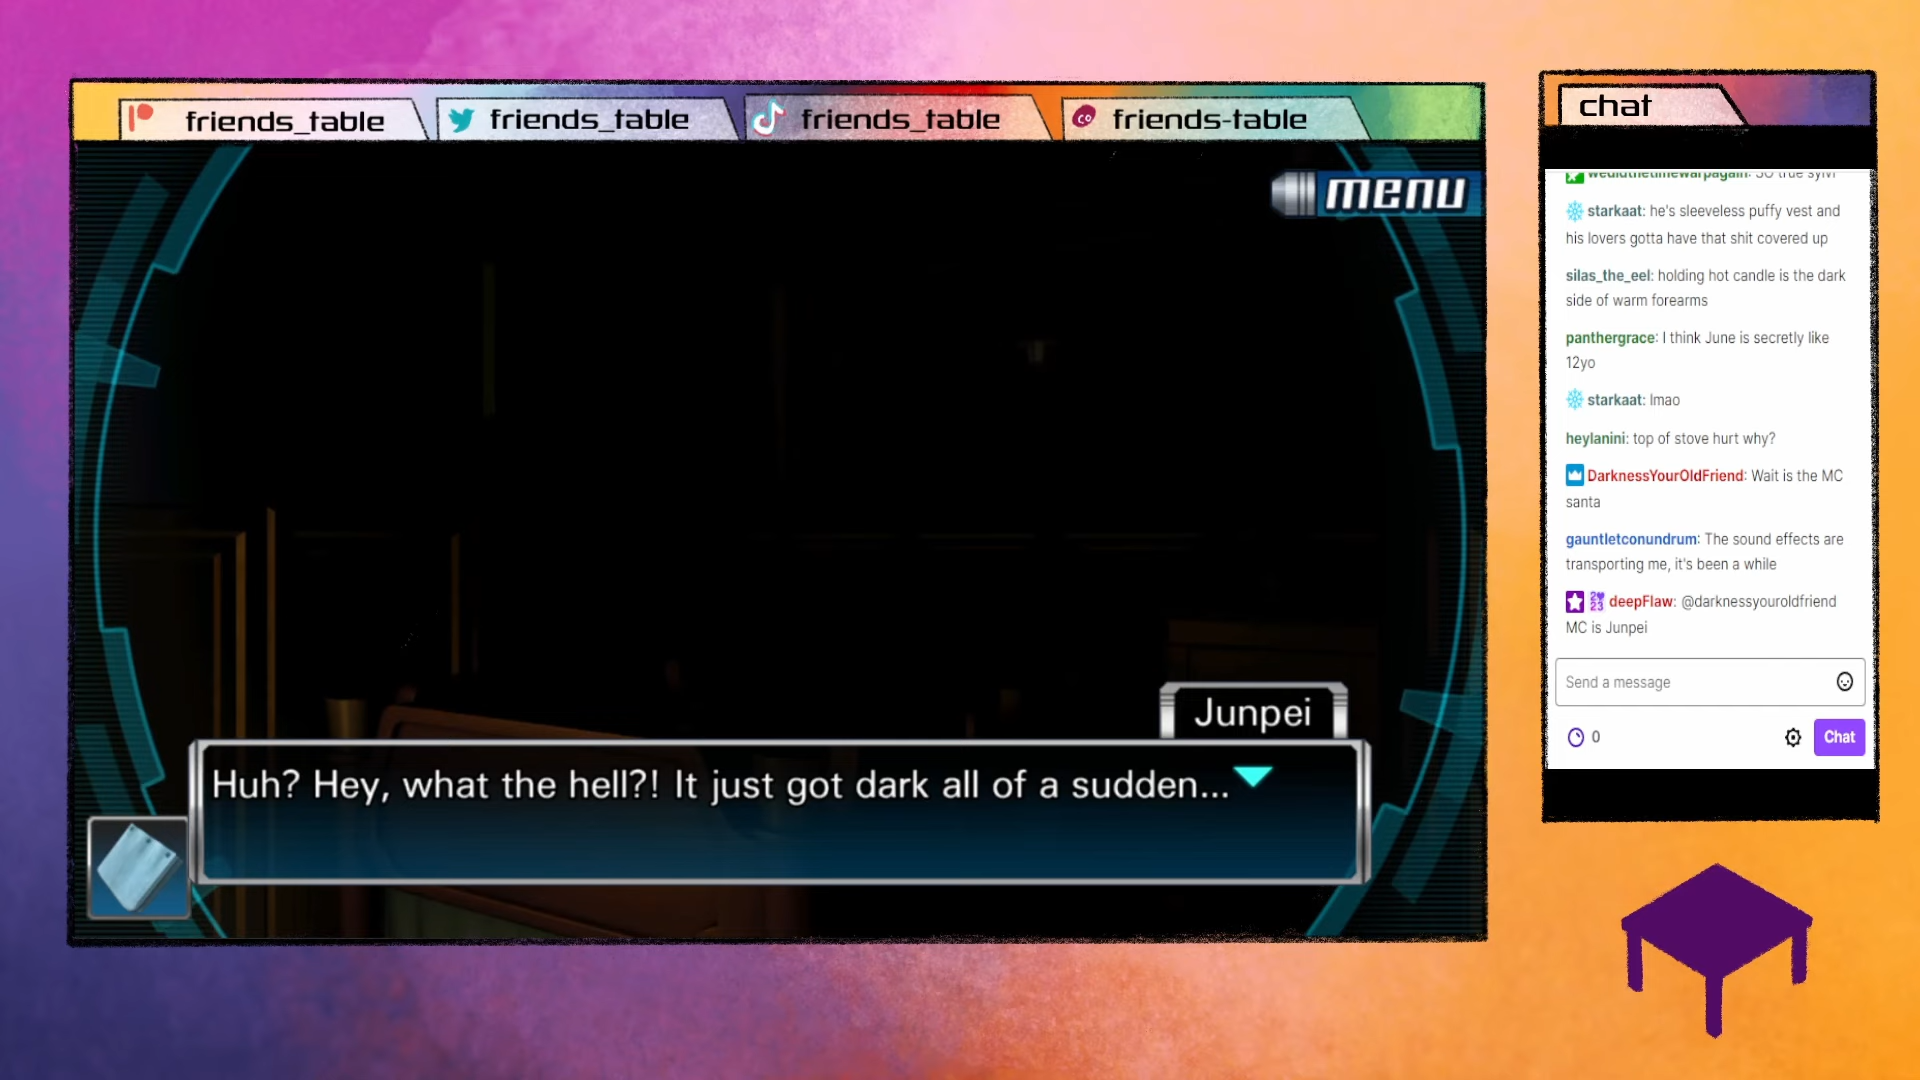 friends_table
friends_table
friends_table
friends-table
menu
Junpei
Huh? Hey, what the hell?! It just got dark all of a sudden...
chat
wedidthetimewarpagain: SO true sylvi
starkaat: he's sleeveless puffy vest and
his lovers gotta have that shit covered up
silas_the_eel: holding hot candle is the dark
side of warm forearms
panthergrace: I think June is secretly like
12yo
starkaat: lmao
heylanini: top of stove hurt why?
DarknessYourOldFriend: Wait is the MC
santa
gauntletconundrum: The sound effects are
transporting me, it's been a while
deepFlaw: @darknessyouroldfriend
MC is Junpei
Send a message
0
Chat